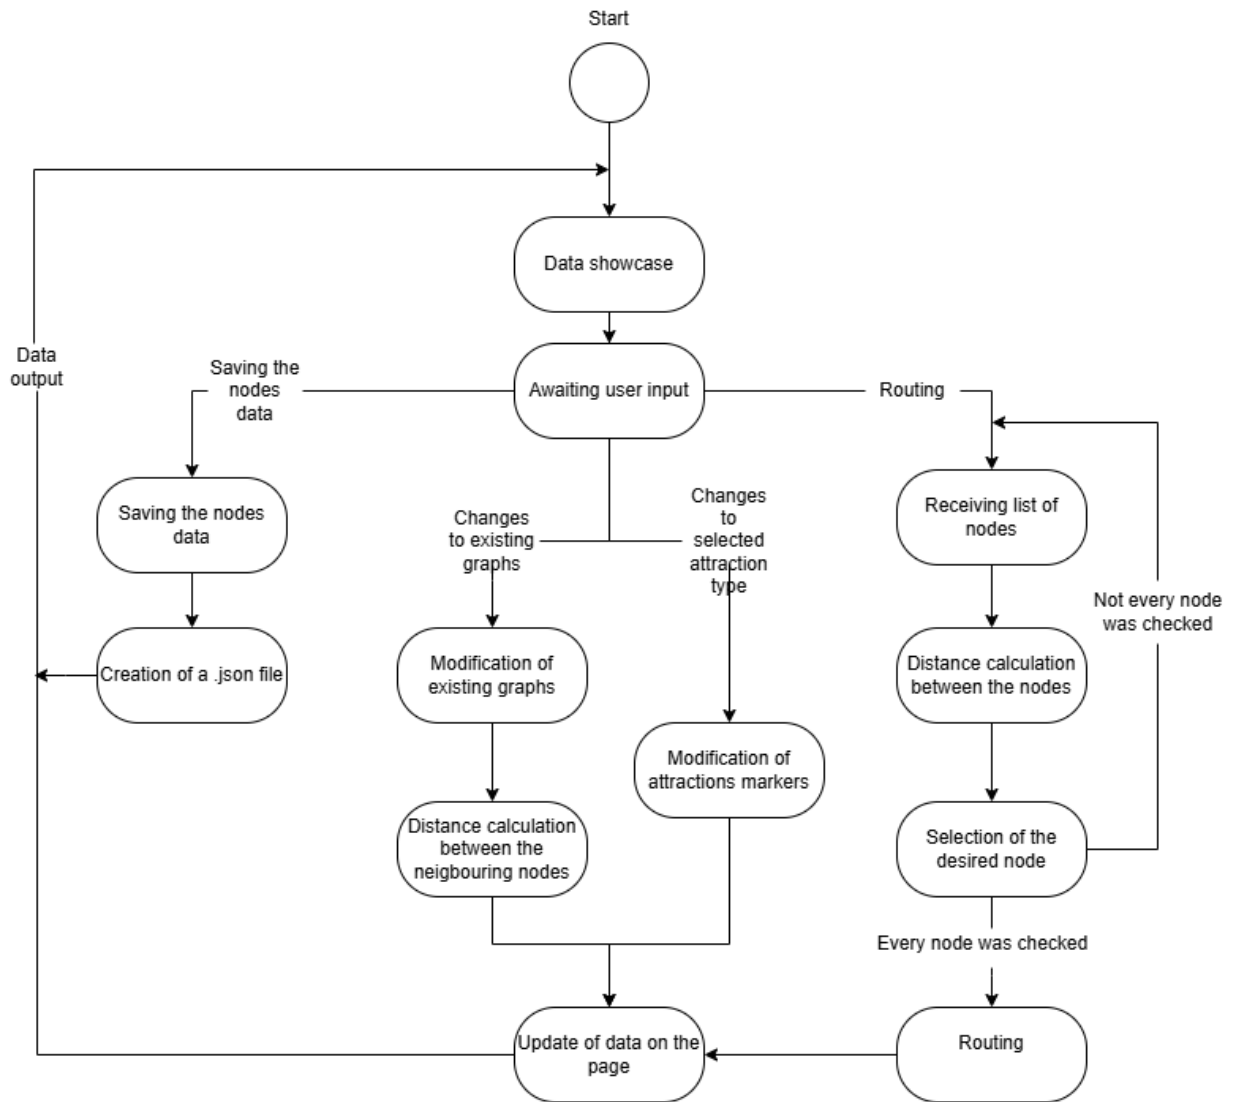 Start
Data showcase
Data
output
Saving the
nodes
data
Awaiting user input
Routing
Saving the nodes
data
Changes
to existing
graphs
Changes
to
selected
attraction
type
Receiving list of
nodes
Not every node
was checked
Creation of a .json file
Modification of
existing graphs
Distance calculation
between the nodes
Modification of
attractions markers
Distance calculation
between the
neigbouring nodes
Selection of the
desired node
Every node was checked
Update of data on the
page
Routing